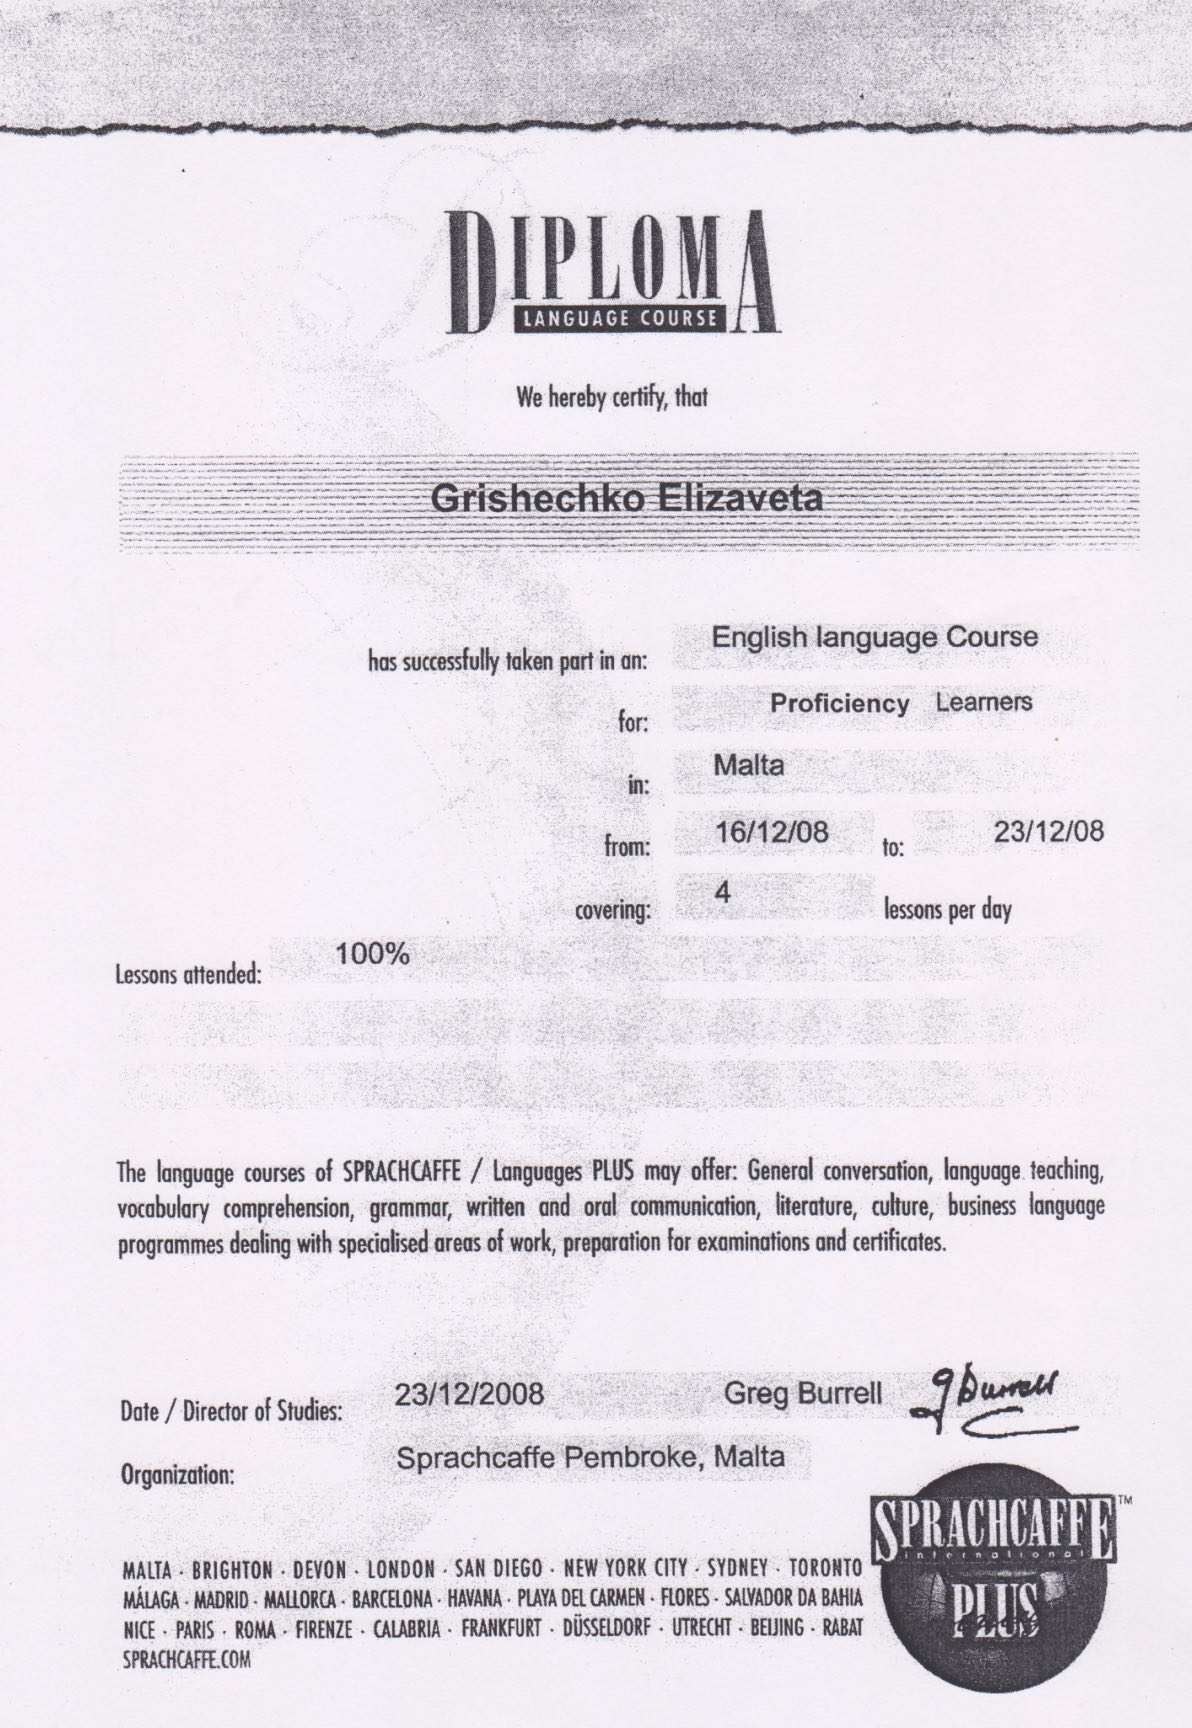 DIPLOMA
LANGUAGE COURSE
We hereby certify, that
Grishechko Elizaveta
has successfully taken part in an: English language Course
for: Proficiency Learners
in: Malta
from: 16/12/08 to: 23/12/08
covering: 4 lessons per day
Lessons attended: 100%
The language courses of SPRACHCAFFE / Languages PLUS may offer: General conversation, language teaching,
vocabulary comprehension, grammar, written and oral communication, literature, culture, business language
programmes dealing with specialised areas of work, preparation for examinations and certificates.
Date / Director of Studies: 23/12/2008 Greg Burrell GBurrell
Organization: Sprachcaffe Pembroke, Malta
SPRACHCAFFE™
international
PLUS
MALTA · BRIGHTON · DEVON · LONDON · SAN DIEGO · NEW YORK CITY · SYDNEY · TORONTO
MÁLAGA · MADRID · MALLORCA · BARCELONA · HAVANA · PLAYA DEL CARMEN · FLORES · SALVADOR DA BAHIA
NICE · PARIS · ROMA · FIRENZE · CALABRIA · FRANKFURT · DÜSSELDORF · UTRECHT · BEIJING · RABAT
SPRACHCAFFE.COM